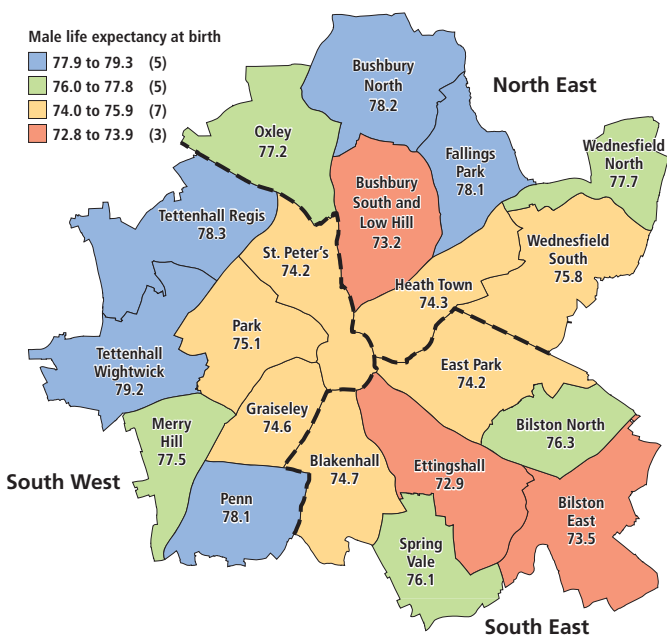 Male life expectancy at birth
77.9 to 79.3 (5)
76.0 to 77.8 (5)
74.0 to 75.9 (7)
72.8 to 73.9 (3)
Bushbury
North
78.2
North East
Oxley
77.2
Fallings
Park
78.1
Wednesfield
North
77.7
Bushbury
South and
Low Hill
73.2
Tettenhall Regis
78.3
St. Peter's
74.2
Wednesfield
South
75.8
Heath Town
74.3
Park
75.1
Tettenhall
Wightwick
79.2
East Park
74.2
Graiseley
74.6
Merry
Hill
77.5
Bilston North
76.3
South West
Blakenhall
74.7
Ettingshall
72.9
Penn
78.1
Bilston
East
73.5
Spring
Vale
76.1
South East